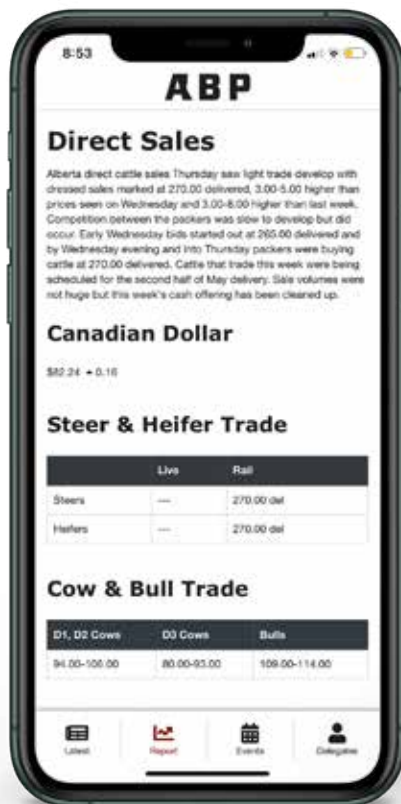 8:53
ABP
Direct Sales
Alberta direct cattle sales Thursday saw light trade develop with
dressed sales marked at 270.00 delivered, 3.00-5.00 higher than
prices seen on Wednesday and 3.00-8.00 higher than last week.
Competition between the packers was slow to develop but did
occur. Early Wednesday bids started out at 265.00 delivered and
by Wednesday evening and into Thursday packers were buying
cattle at 270.00 delivered. Cattle that trade this week were being
scheduled for the second half of May delivery. Sale volumes were
not huge but this week's cash offering has been cleaned up.
Canadian Dollar
$82.24 0.16
Steer & Heifer Trade
Live Rail
Steers — 270.00 del
Heifers — 270.00 del
Cow & Bull Trade
D1, D2 Cows D3 Cows Bulls
80.00-93.00 109.00-114.00
Latest Report Events Delegates